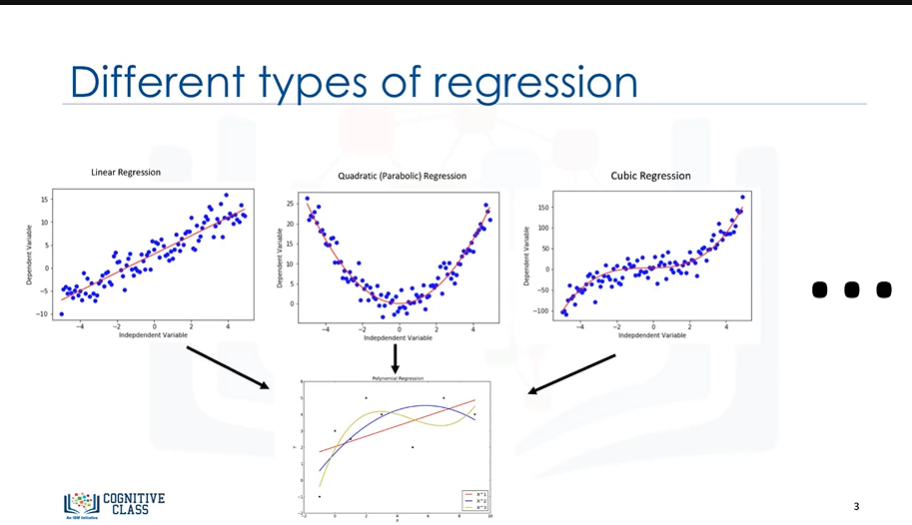 Different types of regression
Linear Regression
Quadratic (Parabolic) Regression
Cubic Regression
Dependent Variable
15
10
5
0
−5
−10
−4
−2
0
2
4
Indepdendent Variable
Dependent Variable
25
20
15
10
5
0
−4
−2
0
2
4
Indepdendent Variable
Dependent Variable
150
100
50
0
−50
−100
−4
−2
0
2
4
Indepdendent Variable
Polynomial Regression
COGNITIVE
CLASS
An IBM Initiative
3